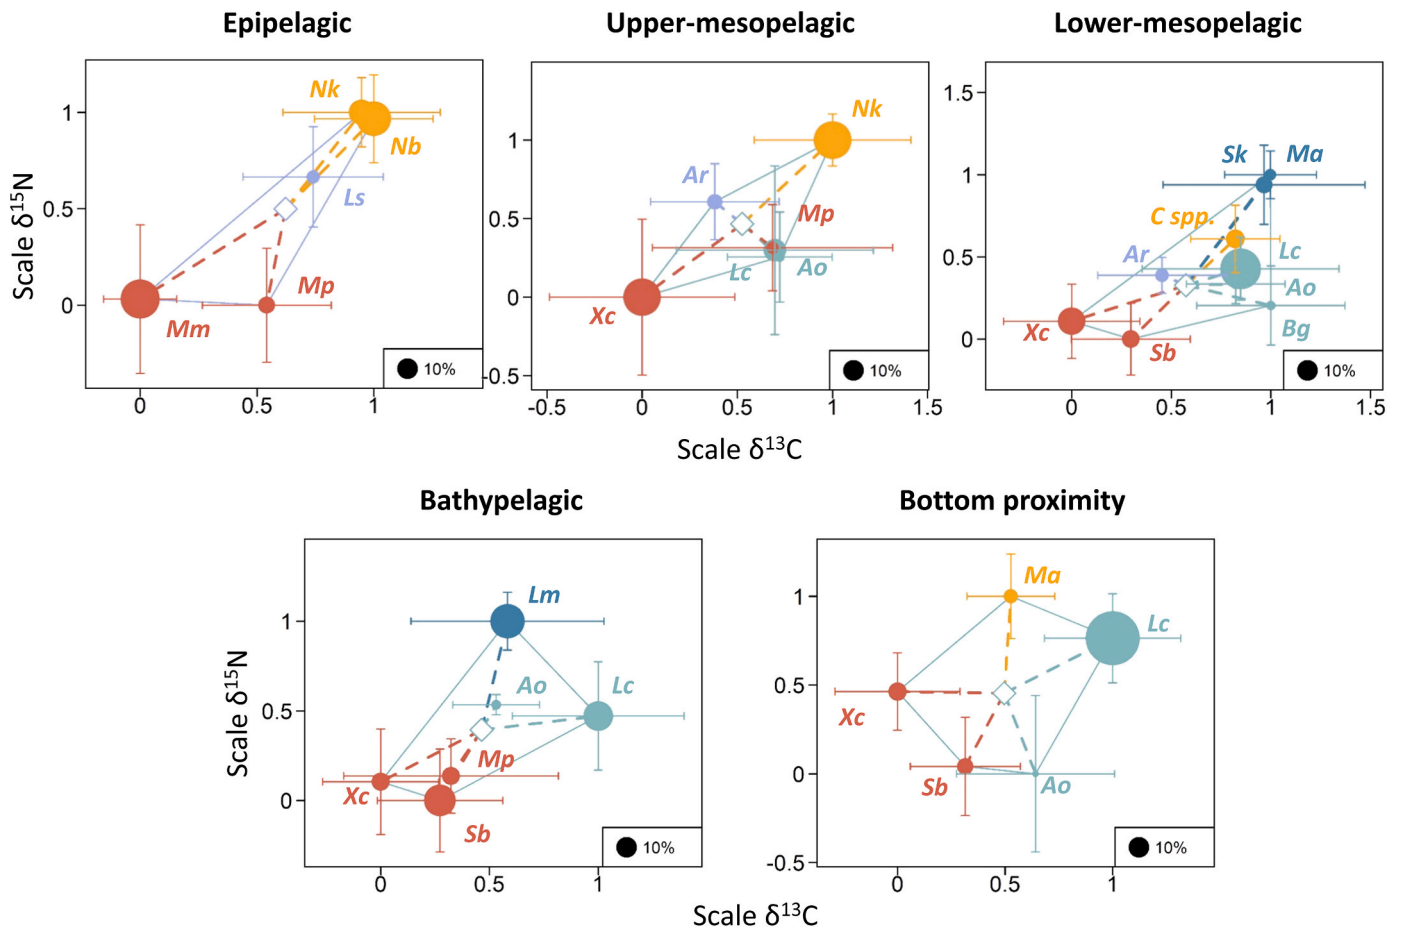 Epipelagic
Upper-mesopelagic
Lower-mesopelagic
Scale δ¹⁵N
1
0.5
0
0
0.5
1
Nk
Nb
Ls
Mp
Mm
10%
1
0.5
0
-0.5
-0.5
0
0.5
1
1.5
Nk
Ar
Mp
Lc
Ao
Xc
10%
1.5
1
0.5
0
0
0.5
1
1.5
Sk
Ma
C spp.
Ar
Lc
Ao
Bg
Xc
Sb
10%
Scale δ¹³C
Bathypelagic
Bottom proximity
Scale δ¹⁵N
1
0.5
0
0
0.5
1
Lm
Ao
Lc
Mp
Xc
Sb
10%
1
0.5
0
-0.5
0
0.5
1
Ma
Lc
Xc
Sb
Ao
10%
Scale δ¹³C